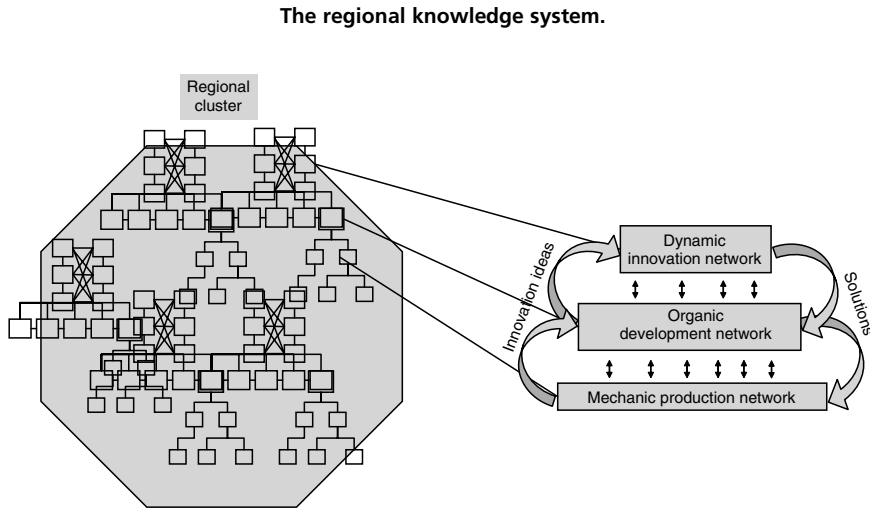 The regional knowledge system.
Regional
cluster
Dynamic
innovation network
Innovation ideas
Solutions
Organic
development network
Mechanic production network